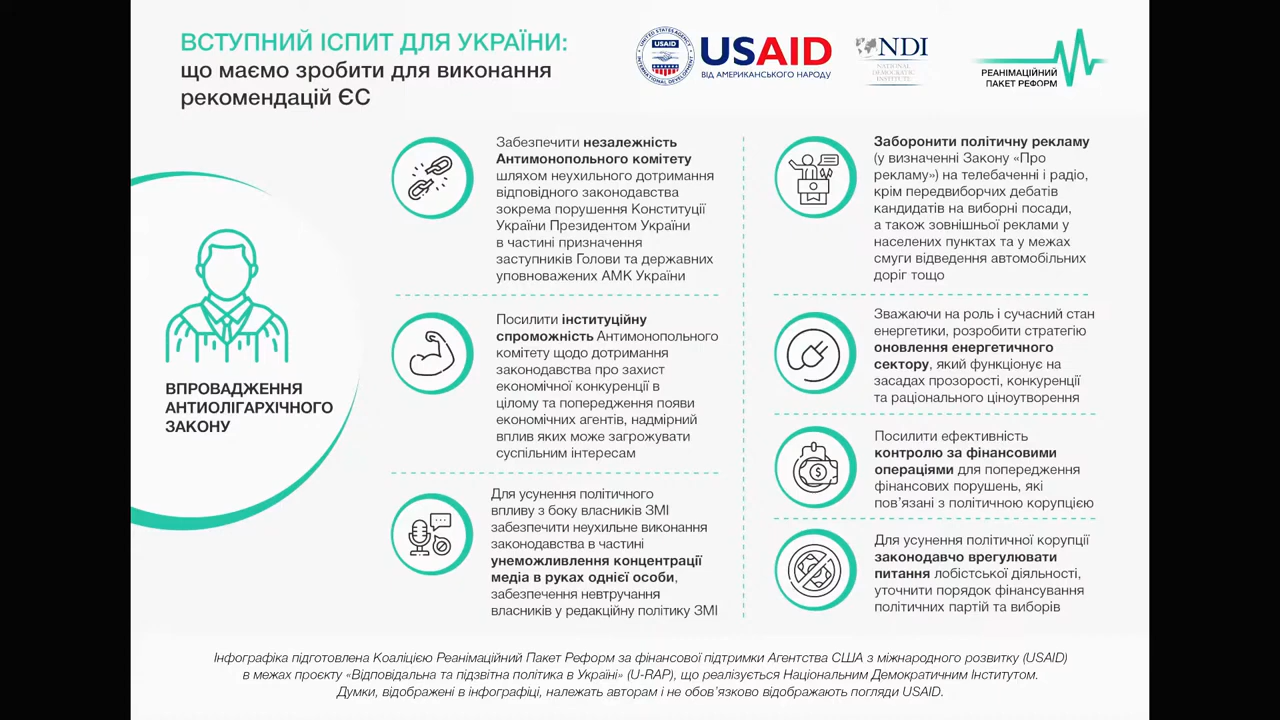 ВСТУПНИЙ ІСПИТ ДЛЯ УКРАЇНИ:
що маємо зробити для виконання
рекомендацій ЄС
UNITED STATES AGENCY
USAID
INTERNATIONAL DEVELOPMENT
USAID
ВІД АМЕРИКАНСЬКОГО НАРОДУ
NDI
NATIONAL
DEMOCRATIC
INSTITUTE
РЕАНІМАЦІЙНИЙ
ПАКЕТ РЕФОРМ
ВПРОВАДЖЕННЯ
АНТИОЛІГАРХІЧНОГО
ЗАКОНУ
Забезпечити незалежність
Антимонопольного комітету
шляхом неухильного дотримання
відповідного законодавства
зокрема порушення Конституції
України Президентом України
в частині призначення
заступників Голови та державних
уповноважених АМК України
Посилити інституційну
спроможність Антимонопольного
комітету щодо дотримання
законодавства про захист
економічної конкуренції в
цілому та попередження появи
економічних агентів, надмірний
вплив яких може загрожувати
суспільним інтересам
Для усунення політичного
впливу з боку власників ЗМІ
забезпечити неухильне виконання
законодавства в частині
унеможливлення концентрації
медіа в руках однієї особи,
забезпечення невтручання
власників у редакційну політику ЗМІ
Заборонити політичну рекламу
(у визначенні Закону «Про
рекламу») на телебаченні і радіо,
крім передвиборчих дебатів
кандидатів на виборні посади,
а також зовнішньої реклами у
населених пунктах та у межах
смуги відведення автомобільних
доріг тощо
Зважаючи на роль і сучасний стан
енергетики, розробити стратегію
оновлення енергетичного
сектору, який функціонує на
засадах прозорості, конкуренції
та раціонального ціноутворення
Посилити ефективність
контролю за фінансовими
операціями для попередження
фінансових порушень, які
пов’язані з політичною корупцією
Для усунення політичної корупції
законодавчо врегулювати
питання лобістської діяльності,
уточнити порядок фінансування
політичних партій та виборів
Інфографіка підготовлена Коаліцією Реанімаційний Пакет Реформ за фінансової підтримки Агентства США з міжнародного розвитку (USAID)
в межах проєкту «Відповідальна та підзвітна політика в Україні» (U-RAP), що реалізується Національним Демократичним Інститутом.
Думки, відображені в інфографіці, належать авторам і не обов’язково відображають погляди USAID.